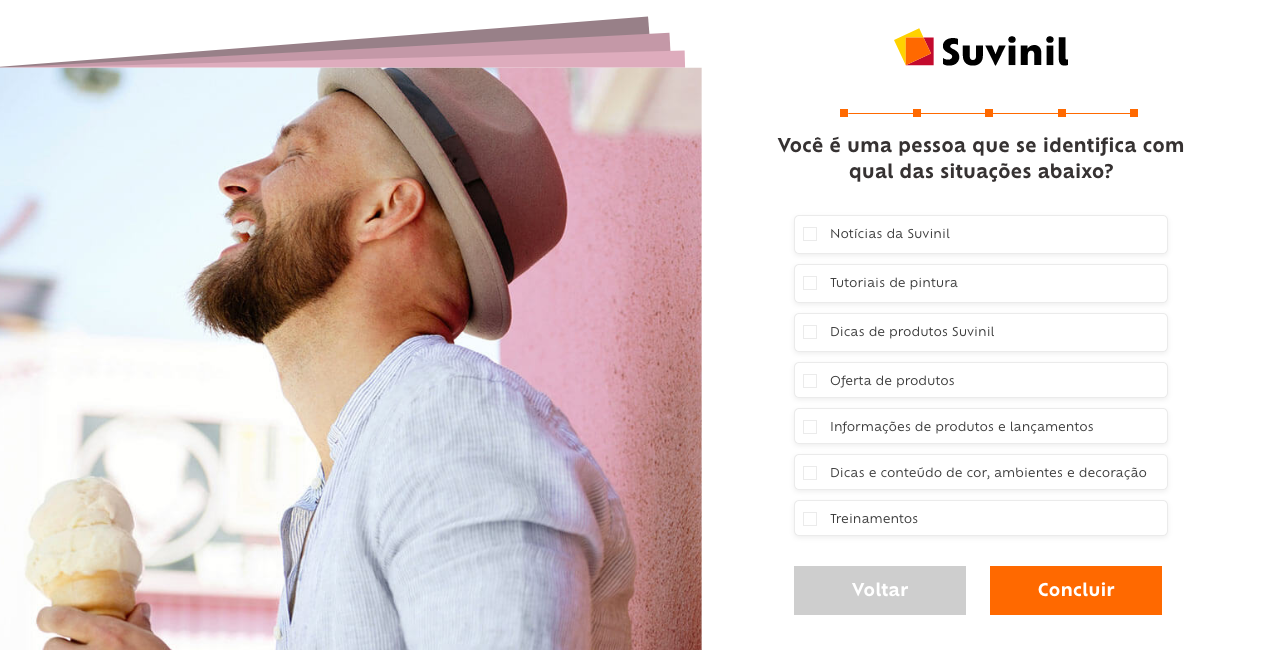 Suvinil
Você é uma pessoa que se identifica com
qual das situações abaixo?
Notícias da Suvinil
Tutoriais de pintura
Dicas de produtos Suvinil
Oferta de produtos
Informações de produtos e lançamentos
Dicas e conteúdo de cor, ambientes e decoração
Treinamentos
Voltar
Concluir